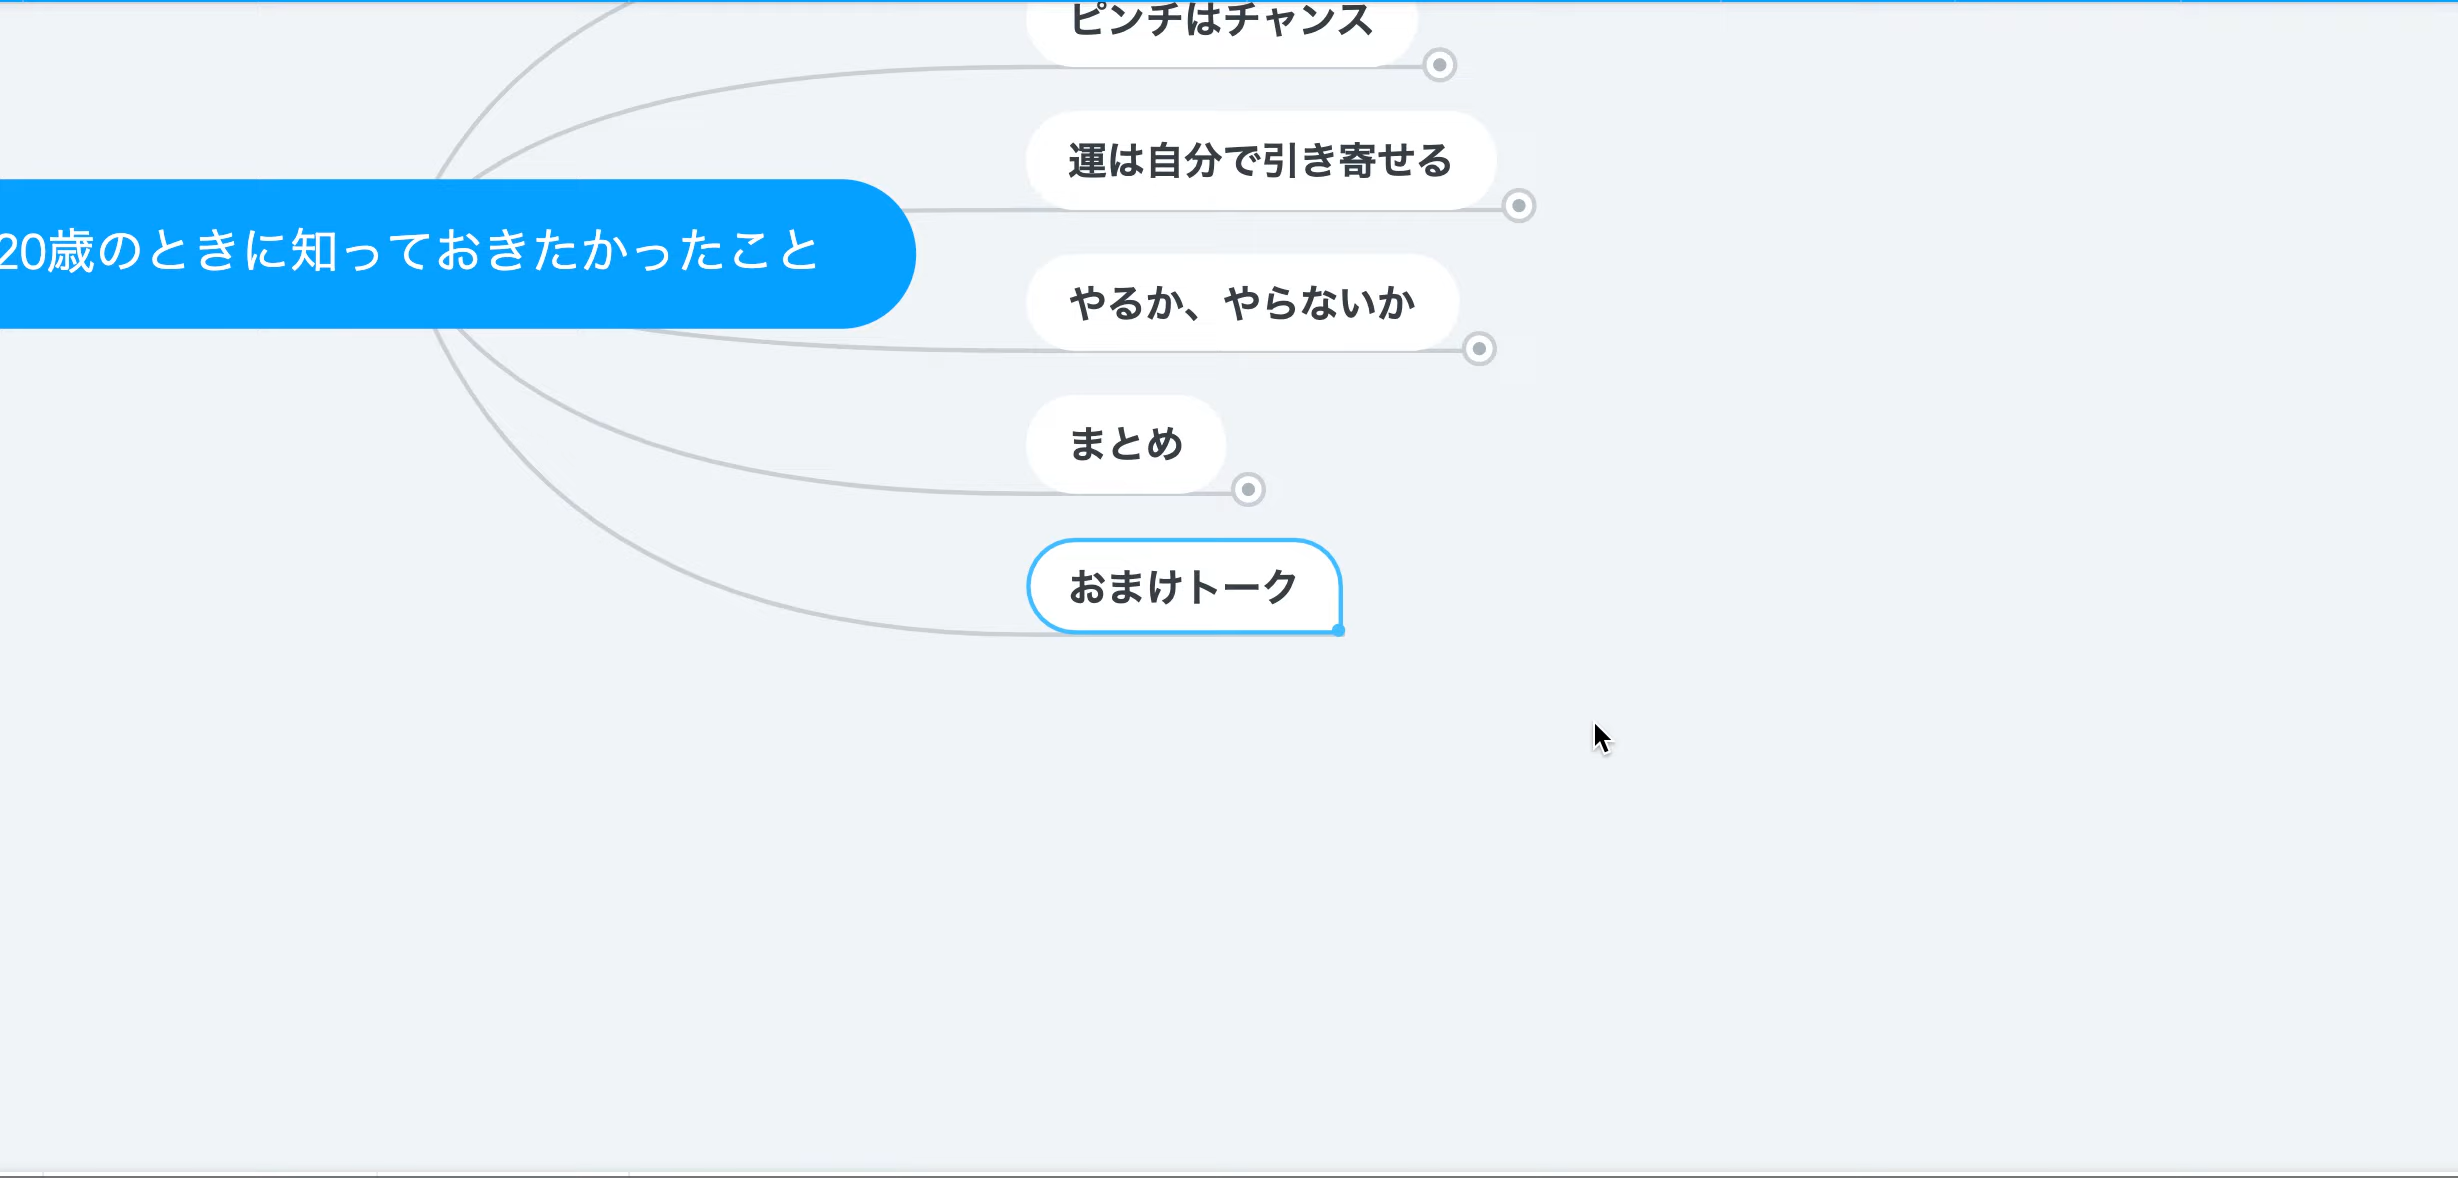 ピンチはチャンス
運は自分で引き寄せる
20歳のときに知っておきたかったこと
やるか、やらないか
まとめ
おまけトーク